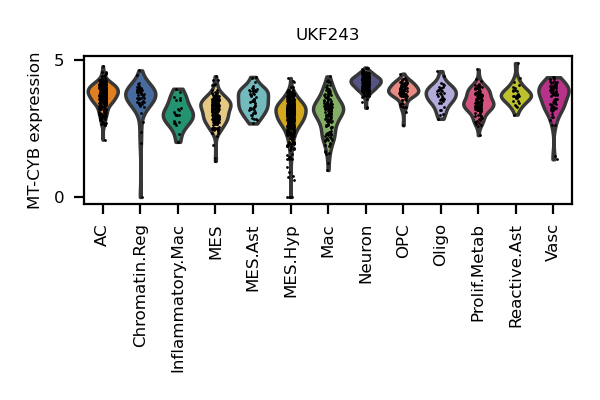 UKF243
MT-CYB expression
5
0
AC
Chromatin.Reg
Inflammatory.Mac
MES
MES.Ast
MES.Hyp
Mac
Neuron
OPC
Oligo
Prolif.Metab
Reactive.Ast
Vasc